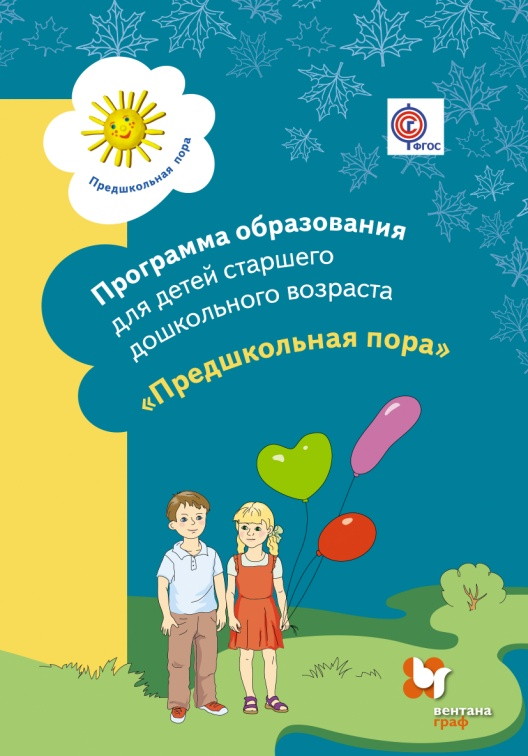 Предшкольная пора
ФГОС
Программа образования
для детей старшего
дошкольного возраста
«Предшкольная пора»
вентана
граф